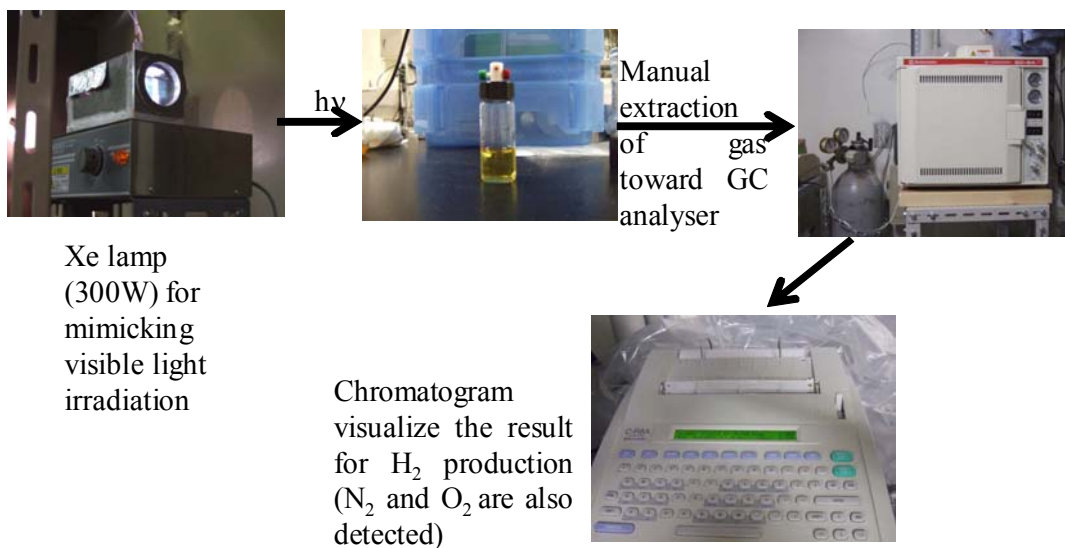 hν
Manual
extraction
of gas
toward GC
analyser
Xe lamp
(300W) for
mimicking
visible light
irradiation
Chromatogram
visualize the result
for H₂ production
(N₂ and O₂ are also
detected)
C-R8A